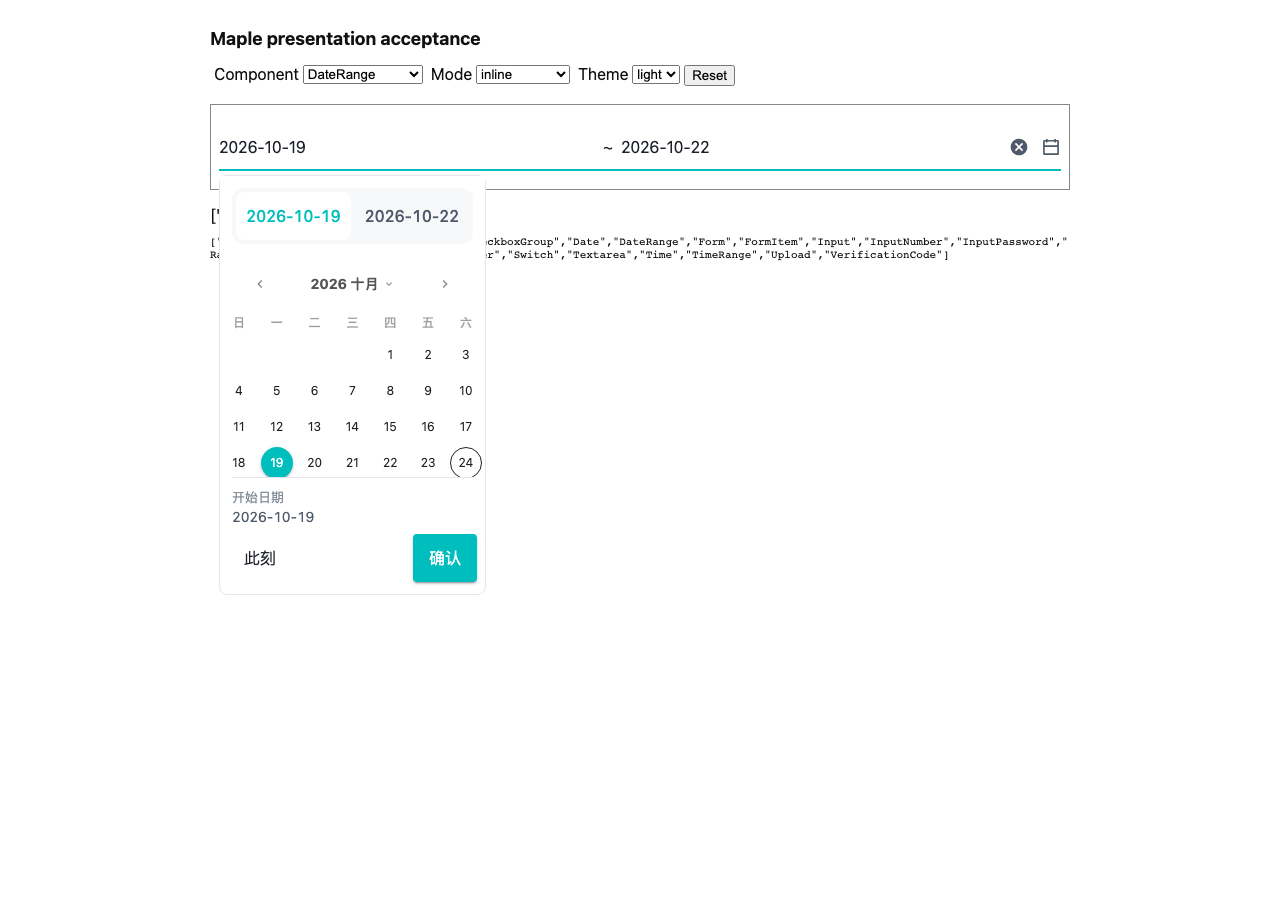 Maple presentation acceptance
Component DateRange Mode inline Theme light Reset
2026-10-19 ~ 2026-10-22
2026-10-19 2026-10-22
["
["
ckboxGroup","Date","DateRange","Form","FormItem","Input","InputNumber","InputPassword","
Ra
r","Switch","Textarea","Time","TimeRange","Upload","VerificationCode"]
2026 十月
日 一 二 三 四 五 六
1 2 3
4 5 6 7 8 9 10
11 12 13 14 15 16 17
18 19 20 21 22 23 24
开始日期
2026-10-19
此刻 确认